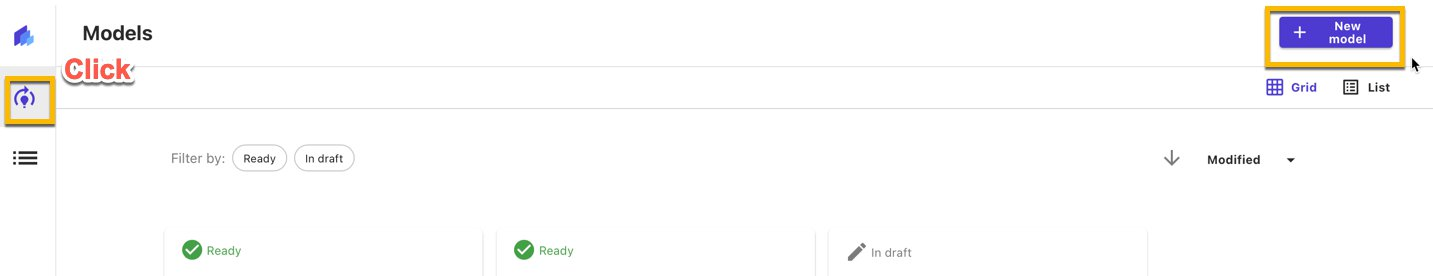 Models
+ New
model
Click
Grid List
Filter by: Ready In draft
Modified
Ready Ready In draft